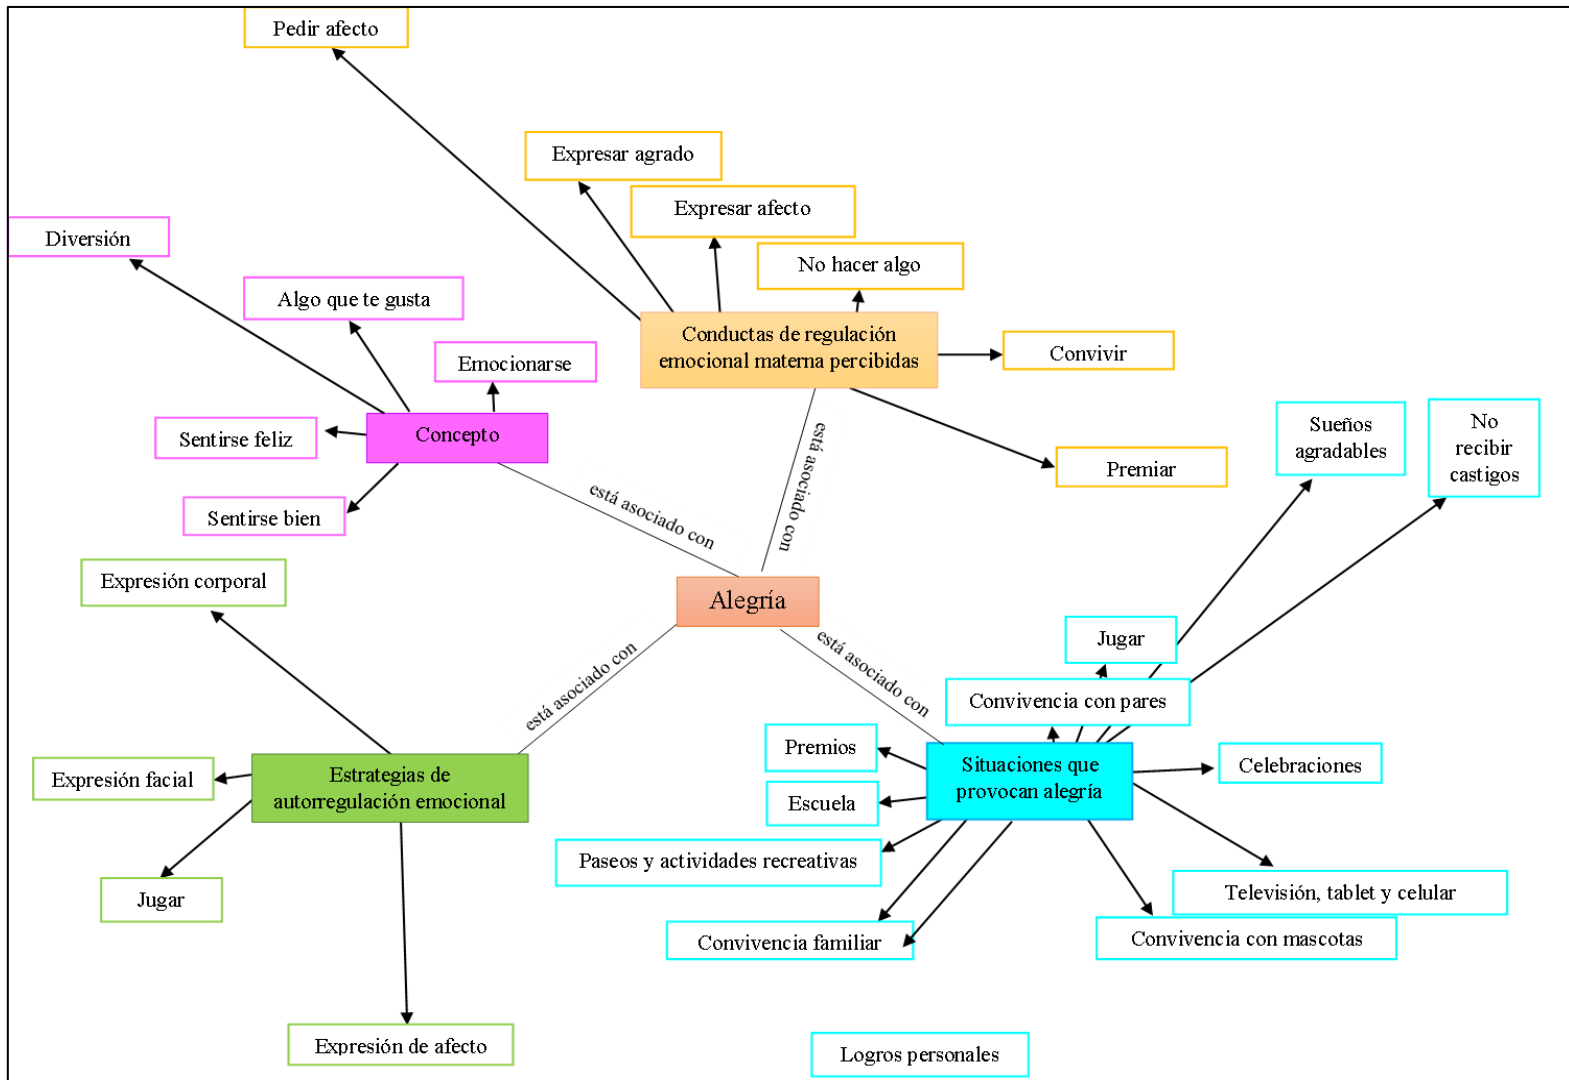 Pedir afecto
Expresar agrado
Expresar afecto
No hacer algo
Conductas de regulación
emocional materna percibidas
Convivir
Premiar
Diversión
Algo que te gusta
Emocionarse
Sentirse feliz
Concepto
Sentirse bien
está asociado con
está asociado con
Sueños
agradables
No
recibir
castigos
Alegría
Expresión corporal
está asociado con
está asociado con
Expresión facial
Estrategias de
autorregulación emocional
Jugar
Expresión de afecto
Jugar
Convivencia con pares
Premios
Situaciones que
provocan alegría
Celebraciones
Escuela
Paseos y actividades recreativas
Televisión, tablet y celular
Convivencia familiar
Convivencia con mascotas
Logros personales